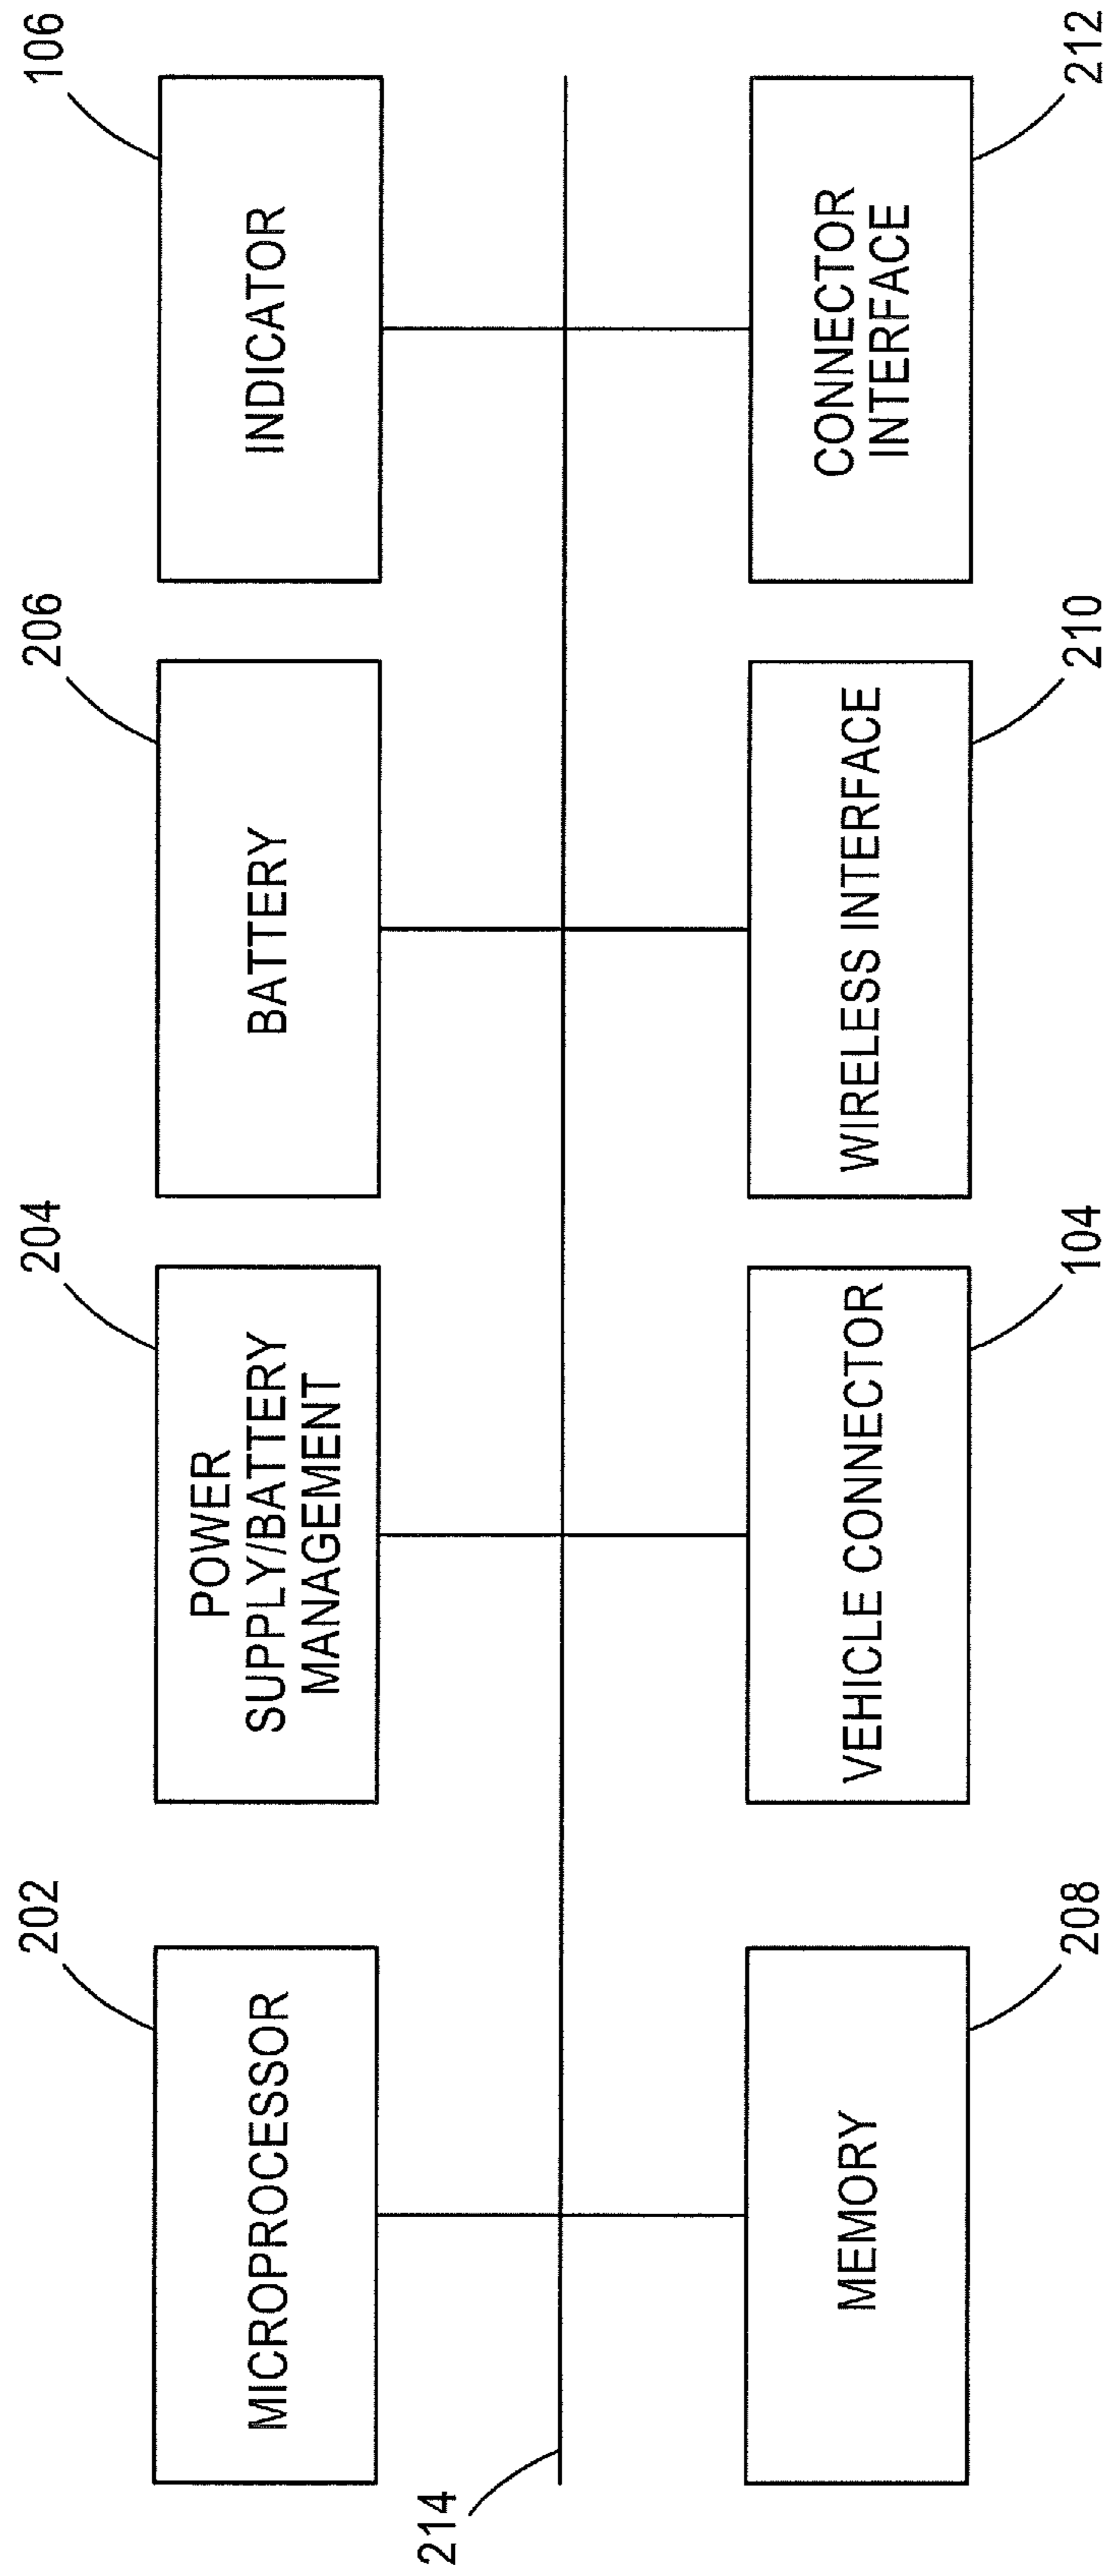 202
MICROPROCESSOR
204
POWER
SUPPLY/BATTERY
MANAGEMENT
206
BATTERY
106
INDICATOR
214
MEMORY
208
VEHICLE CONNECTOR
104
WIRELESS INTERFACE
210
CONNECTOR
INTERFACE
212